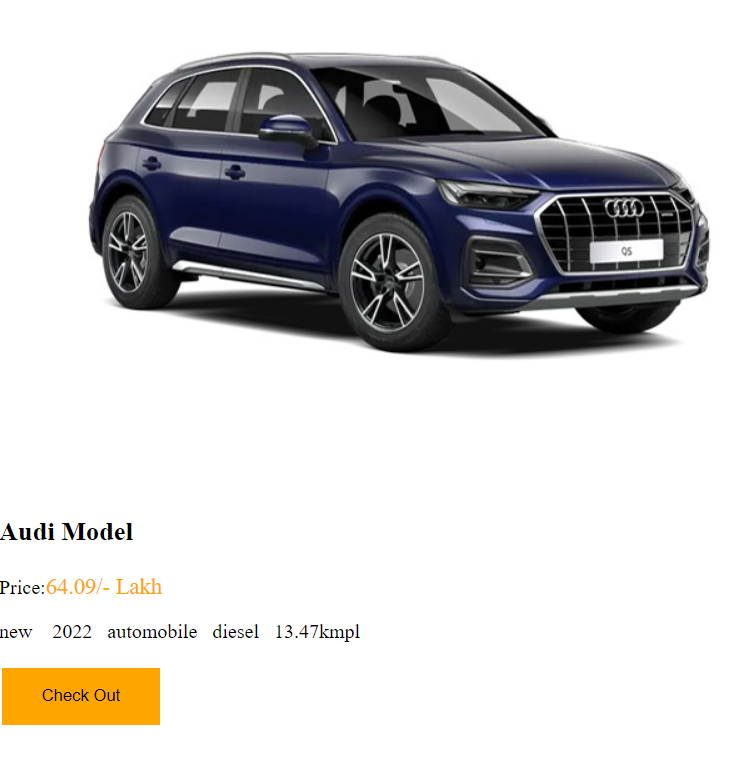 Q5
Audi Model
Price:64.09/- Lakh
new 2022 automobile diesel 13.47kmpl
Check Out